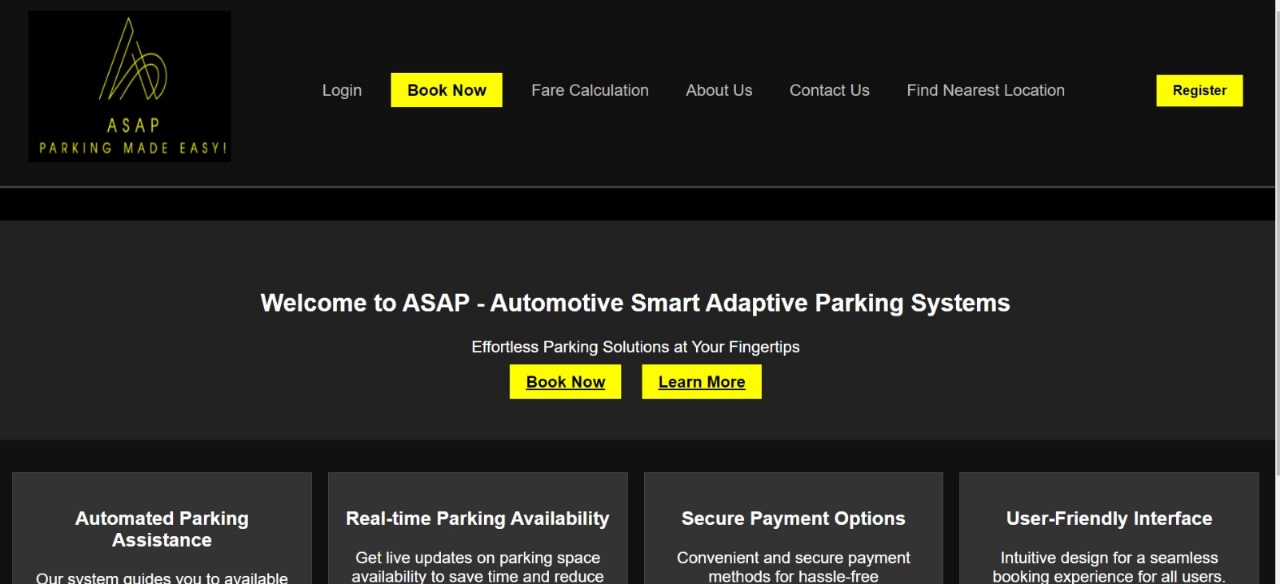 ASAP
PARKING MADE EASY!
Login
Book Now
Fare Calculation
About Us
Contact Us
Find Nearest Location
Register
Welcome to ASAP - Automotive Smart Adaptive Parking Systems
Effortless Parking Solutions at Your Fingertips
Book Now
Learn More
Automated Parking
Assistance
Our system guides you to available
Real-time Parking Availability
Get live updates on parking space
availability to save time and reduce
Secure Payment Options
Convenient and secure payment
methods for hassle-free
User-Friendly Interface
Intuitive design for a seamless
booking experience for all users.